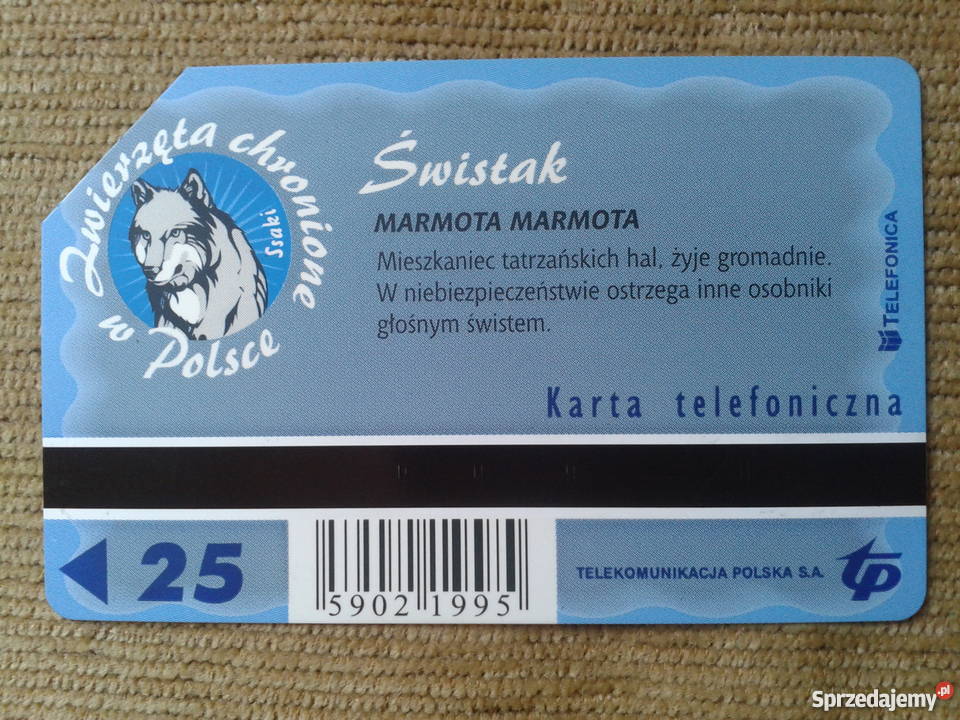 Zwierzęta chronione
w Polsce
Ssaki
Świstak
MARMOTA MARMOTA
Mieszkaniec tatrzańskich hal, żyje gromadnie.
W niebiezpieczeństwie ostrzega inne osobniki
głośnym świstem.
TELEFONICA
Karta telefoniczna
25
5902 1995
TELEKOMUNIKACJA POLSKA S.A.
tp
Sprzedajemy.pl